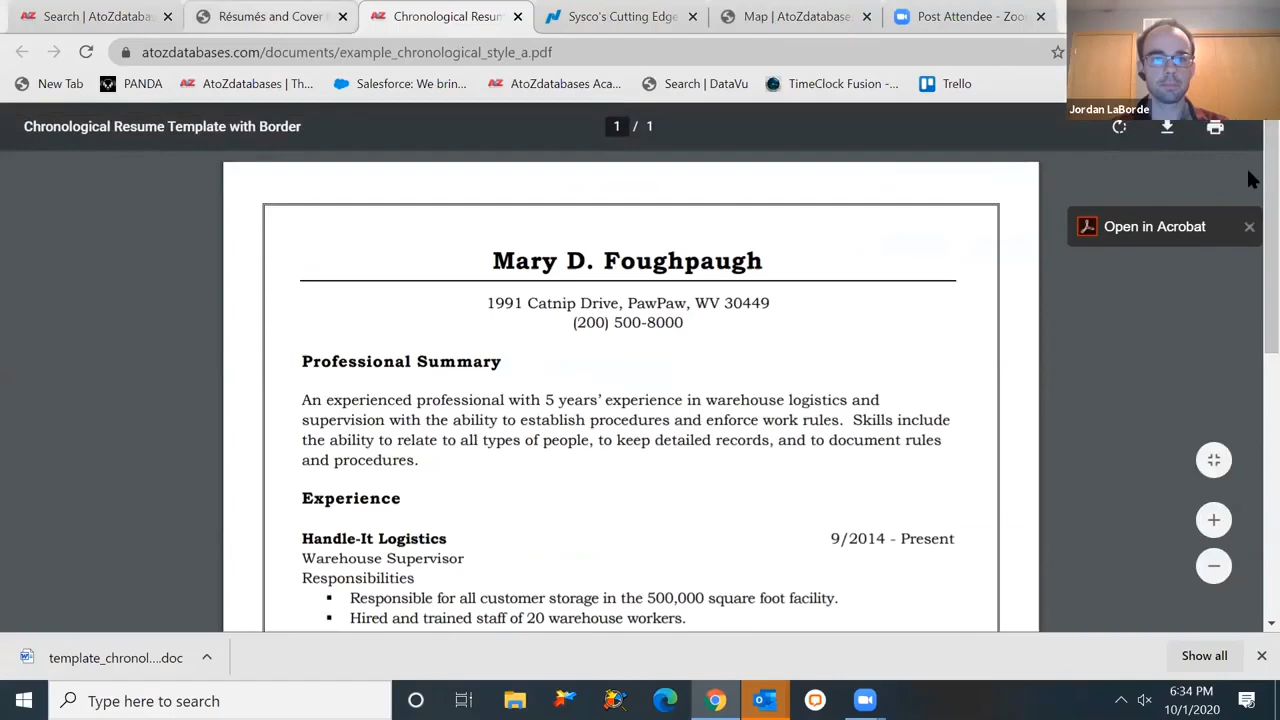 Search | AtoZdatabas
Résumés and Cover
Chronological Resum
Sysco's Cutting Edge
Map | AtoZdatabase
Post Attendee - Zoo
atozdatabases.com/documents/example_chronological_style_a.pdf
New Tab
PANDA
AtoZdatabases | Th...
Salesforce: We brin...
AtoZdatabases Aca...
Search | DataVu
TimeClock Fusion -...
Trello
Jordan LaBorde
Chronological Resume Template with Border
1 / 1
Open in Acrobat
Mary D. Foughpaugh
1991 Catnip Drive, PawPaw, WV 30449
(200) 500-8000
Professional Summary
An experienced professional with 5 years' experience in warehouse logistics and
supervision with the ability to establish procedures and enforce work rules. Skills include
the ability to relate to all types of people, to keep detailed records, and to document rules
and procedures.
Experience
Handle-It Logistics 9/2014 - Present
Warehouse Supervisor
Responsibilities
▪ Responsible for all customer storage in the 500,000 square foot facility.
▪ Hired and trained staff of 20 warehouse workers.
template_chronol....doc
Show all
Type here to search
6:34 PM
10/1/2020